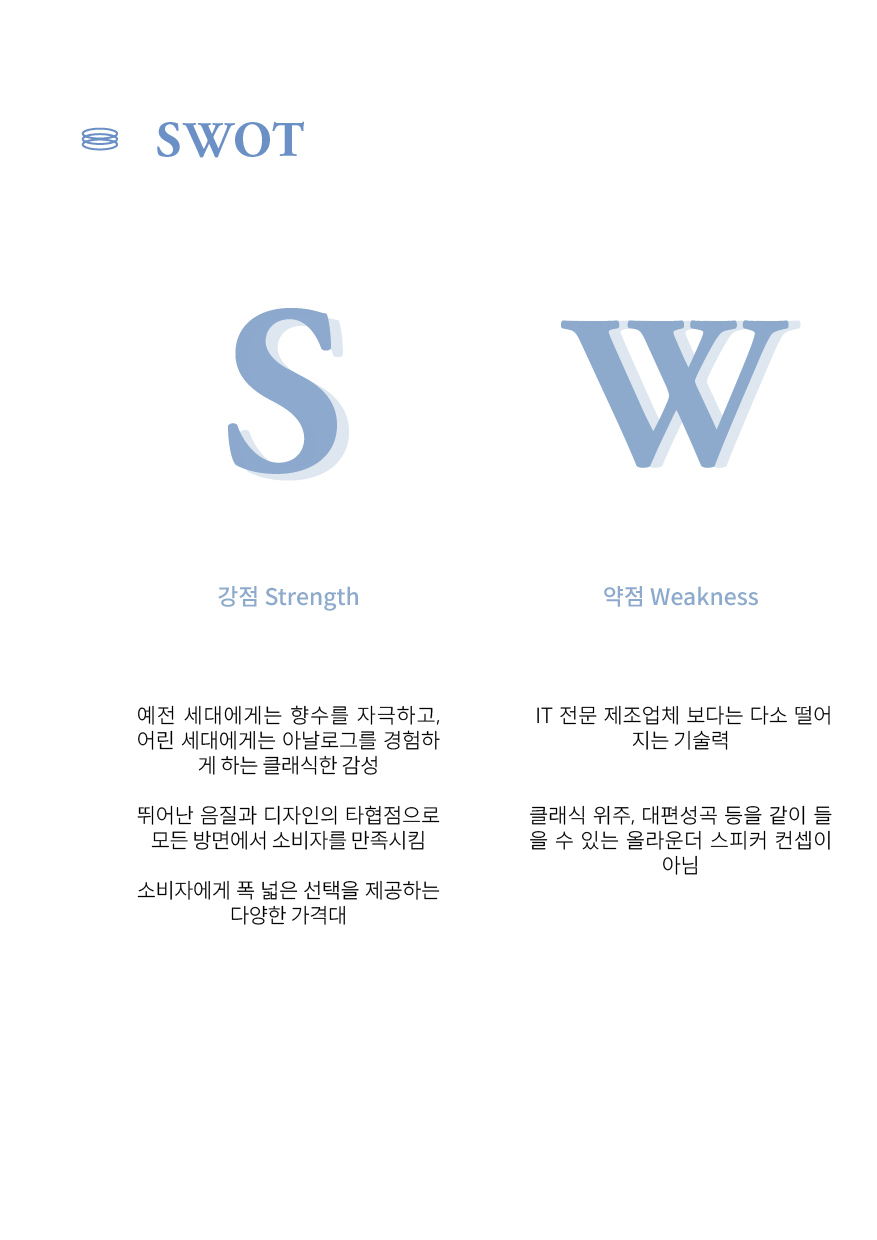 SWOT
S
W
강점 Strength
약점 Weakness
예전 세대에게는 향수를 자극하고,
어린 세대에게는 아날로그를 경험하
게 하는 클래식한 감성
뛰어난 음질과 디자인의 타협점으로
모든 방면에서 소비자를 만족시킴
소비자에게 폭 넓은 선택을 제공하는
다양한 가격대
IT 전문 제조업체 보다는 다소 떨어
지는 기술력
클래식 위주, 대편성곡 등을 같이 들
을 수 있는 올라운더 스피커 컨셉이
아님